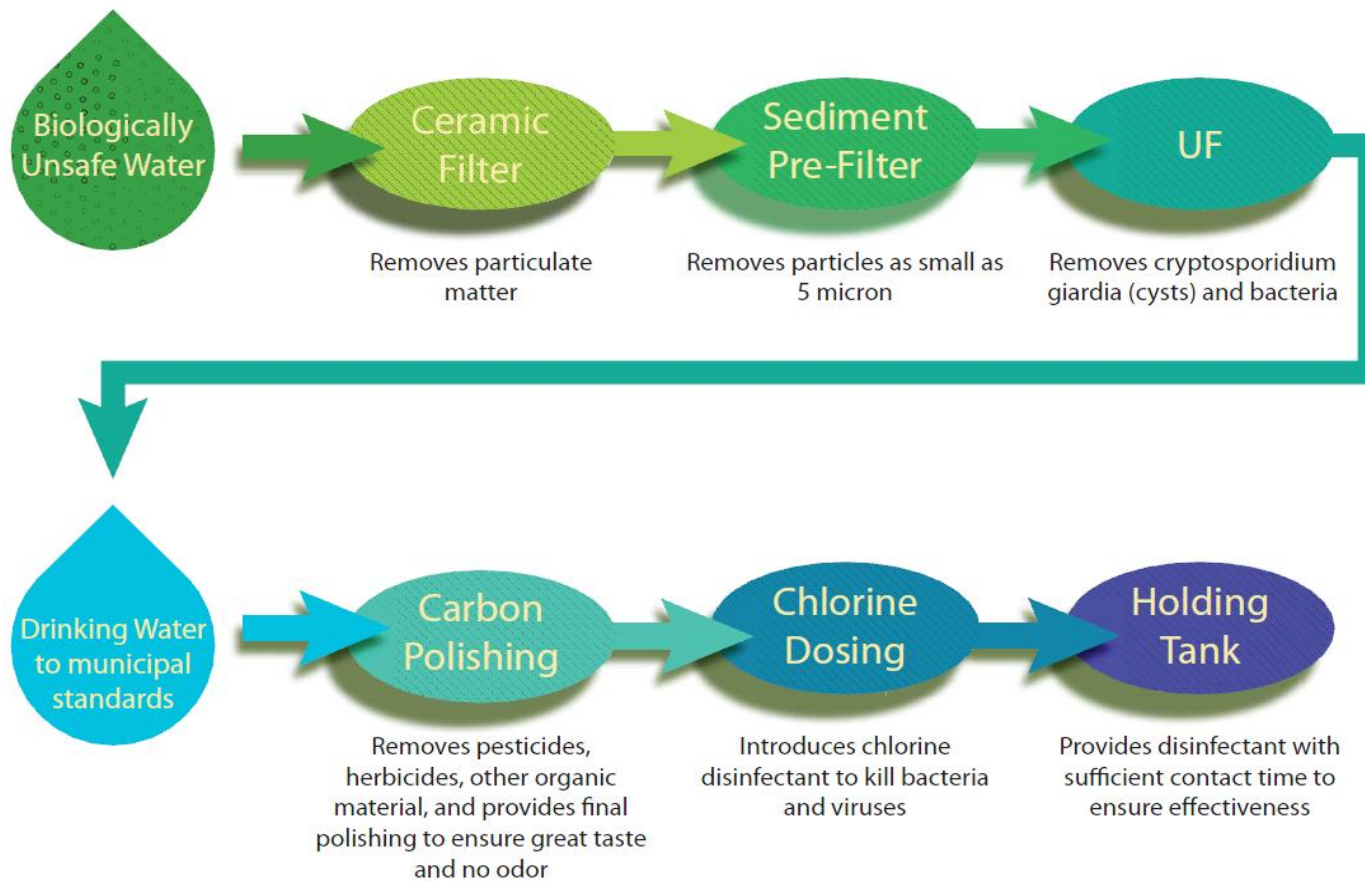 Biologically
Unsafe Water
Ceramic
Filter
Removes particulate
matter
Sediment
Pre-Filter
Removes particles as small as
5 micron
UF
Removes cryptosporidium
giardia (cysts) and bacteria
Drinking Water
to municipal
standards
Carbon
Polishing
Removes pesticides,
herbicides, other organic
material, and provides final
polishing to ensure great taste
and no odor
Chlorine
Dosing
Introduces chlorine
disinfectant to kill bacteria
and viruses
Holding
Tank
Provides disinfectant with
sufficient contact time to
ensure effectiveness